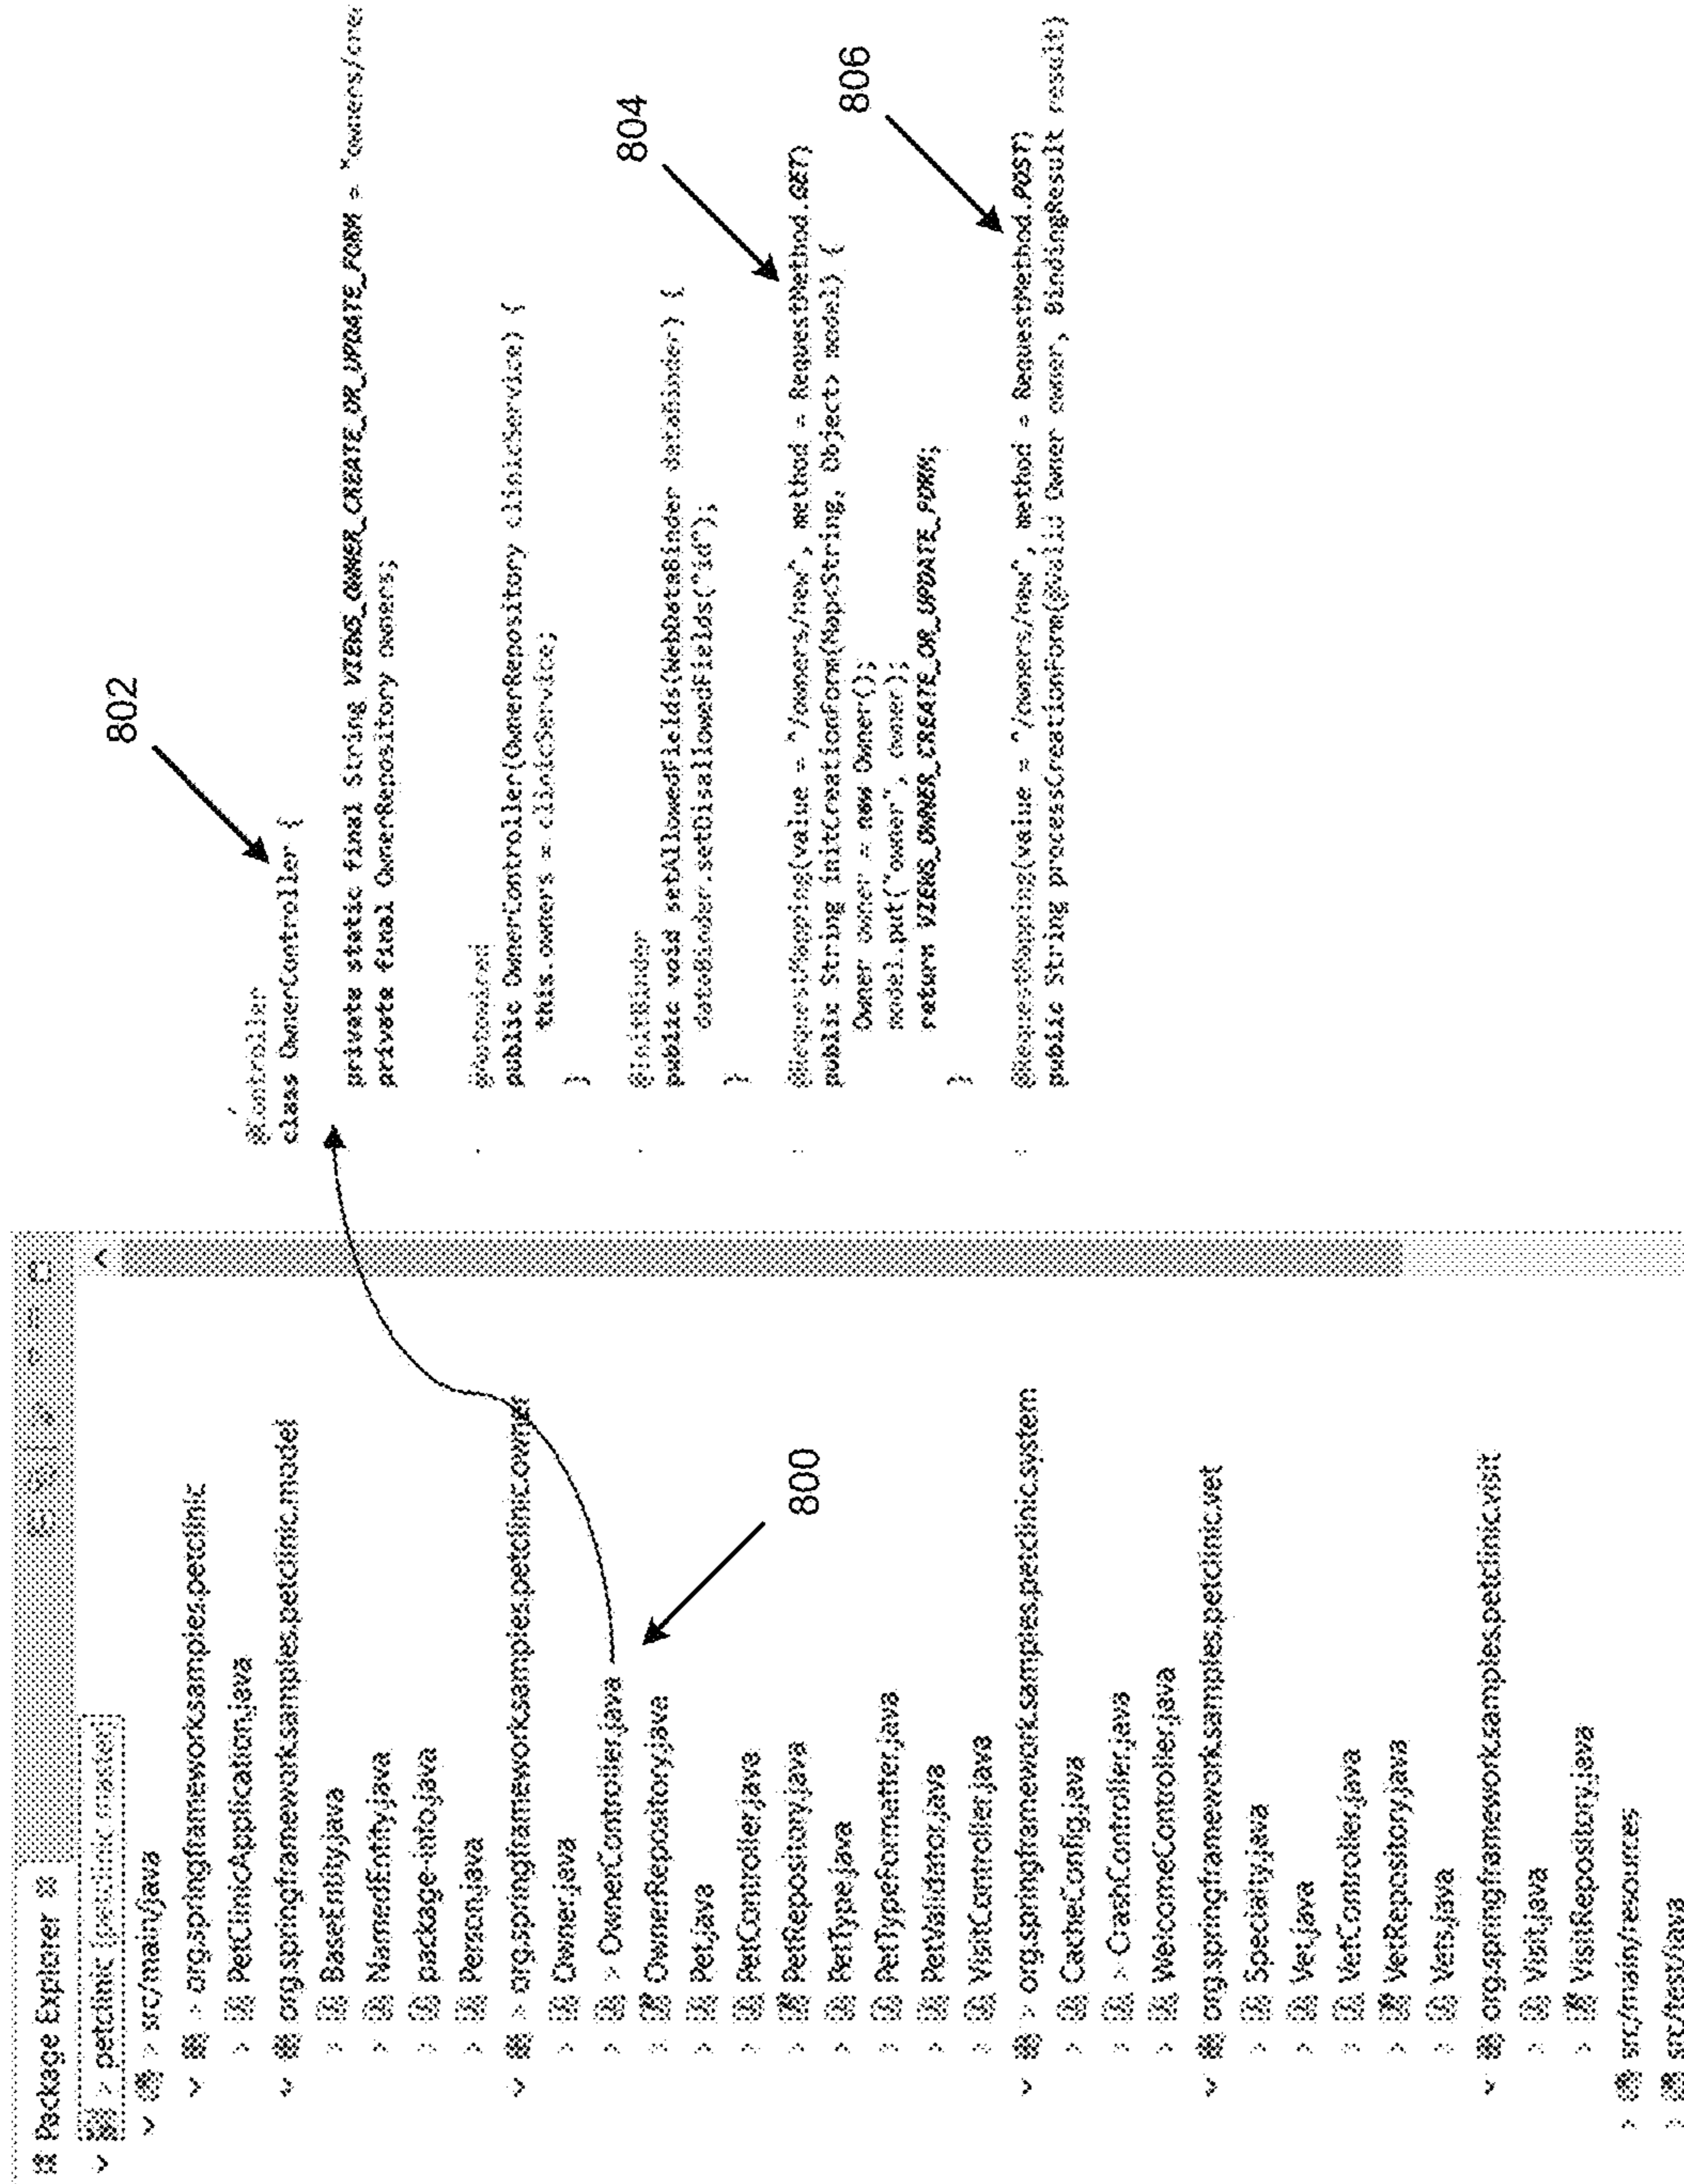 Package Explorer
> petclinic [petclinic master]
> src/main/java
> org.springframework.samples.petclinic
> PetClinicApplication.java
org.springframework.samples.petclinic.model
> BaseEntity.java
> NamedEntity.java
> package-info.java
> Person.java
> org.springframework.samples.petclinic.owner
> Owner.java
> > OwnerController.java
> OwnerRepository.java
> Pet.java
> PetController.java
> PetRepository.java
> PetType.java
> PetTypeFormatter.java
> PetValidator.java
> VisitController.java
> org.springframework.samples.petclinic.system
> CacheConfig.java
> > CrashController.java
> WelcomeController.java
org.springframework.samples.petclinic.vet
> Specialty.java
> Vet.java
> VetController.java
> VetRepository.java
> Vets.java
org.springframework.samples.petclinic.visit
> Visit.java
> VisitRepository.java
> src/main/resources
> src/test/java
800
802
@Controller
class OwnerController {
private static final String VIEWS_OWNER_CREATE_OR_UPDATE_FORM = "owners/crea
private final OwnerRepository owners;
@Autowired
public OwnerController(OwnerRepository clinicService) {
this.owners = clinicService;
}
@InitBinder
public void setAllowedFields(WebDataBinder dataBinder) {
dataBinder.setDisallowedFields("id");
}
804
@RequestMapping(value = "/owners/new", method = RequestMethod.GET)
public String initCreationForm(Map<String, Object> model) {
Owner owner = new Owner();
model.put("owner", owner);
return VIEWS_OWNER_CREATE_OR_UPDATE_FORM;
}
806
@RequestMapping(value = "/owners/new", method = RequestMethod.POST)
public String processCreationForm(@Valid Owner owner, BindingResult result)